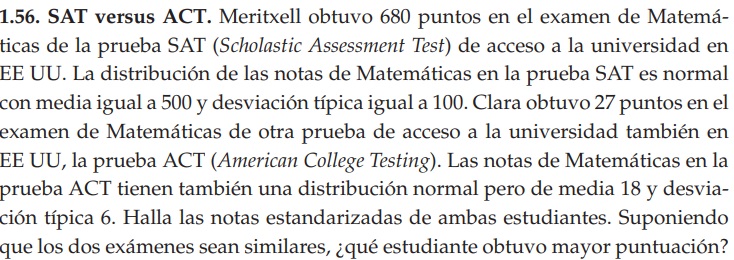 1.56. SAT versus ACT. Meritxell obtuvo 680 puntos en el examen de Matemá-
ticas de la prueba SAT (Scholastic Assessment Test) de acceso a la universidad en
EE UU. La distribución de las notas de Matemáticas en la prueba SAT es normal
con media igual a 500 y desviación típica igual a 100. Clara obtuvo 27 puntos en el
examen de Matemáticas de otra prueba de acceso a la universidad también en
EE UU, la prueba ACT (American College Testing). Las notas de Matemáticas en la
prueba ACT tienen también una distribución normal pero de media 18 y desvia-
ción típica 6. Halla las notas estandarizadas de ambas estudiantes. Suponiendo
que los dos exámenes sean similares, ¿qué estudiante obtuvo mayor puntuación?